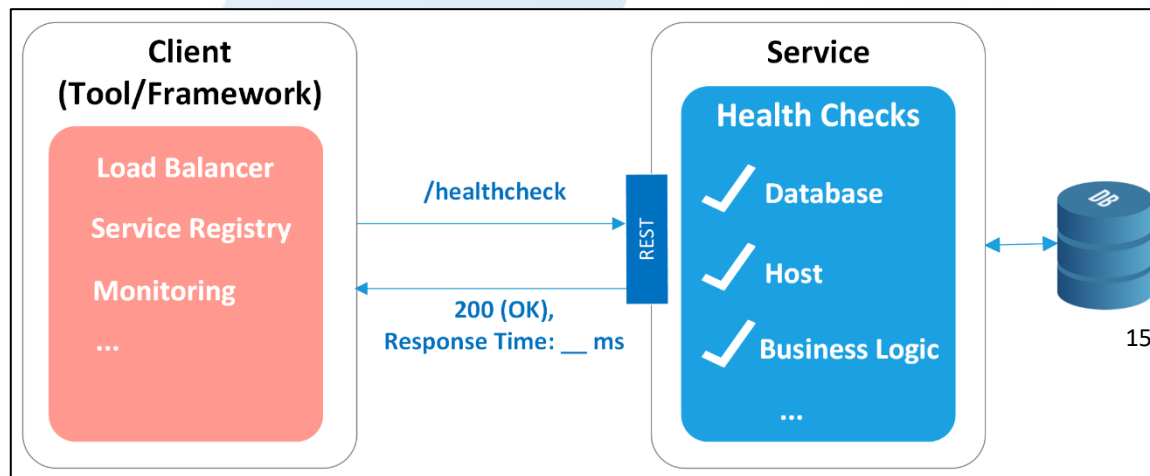 Client
(Tool/Framework)
Load Balancer
Service Registry
Monitoring
...
/healthcheck
200 (OK),
Response Time: __ ms
REST
Service
Health Checks
Database
Host
Business Logic
...
DB
15